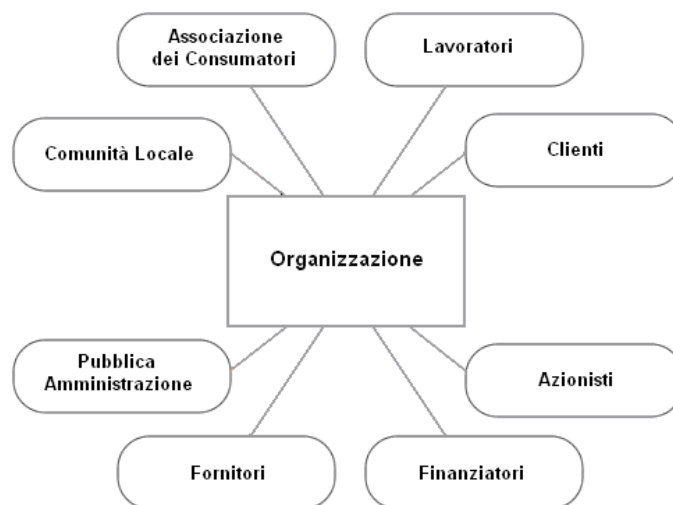 Associazione
dei Consumatori
Lavoratori
Comunità Locale
Clienti
Organizzazione
Pubblica
Amministrazione
Azionisti
Fornitori
Finanziatori